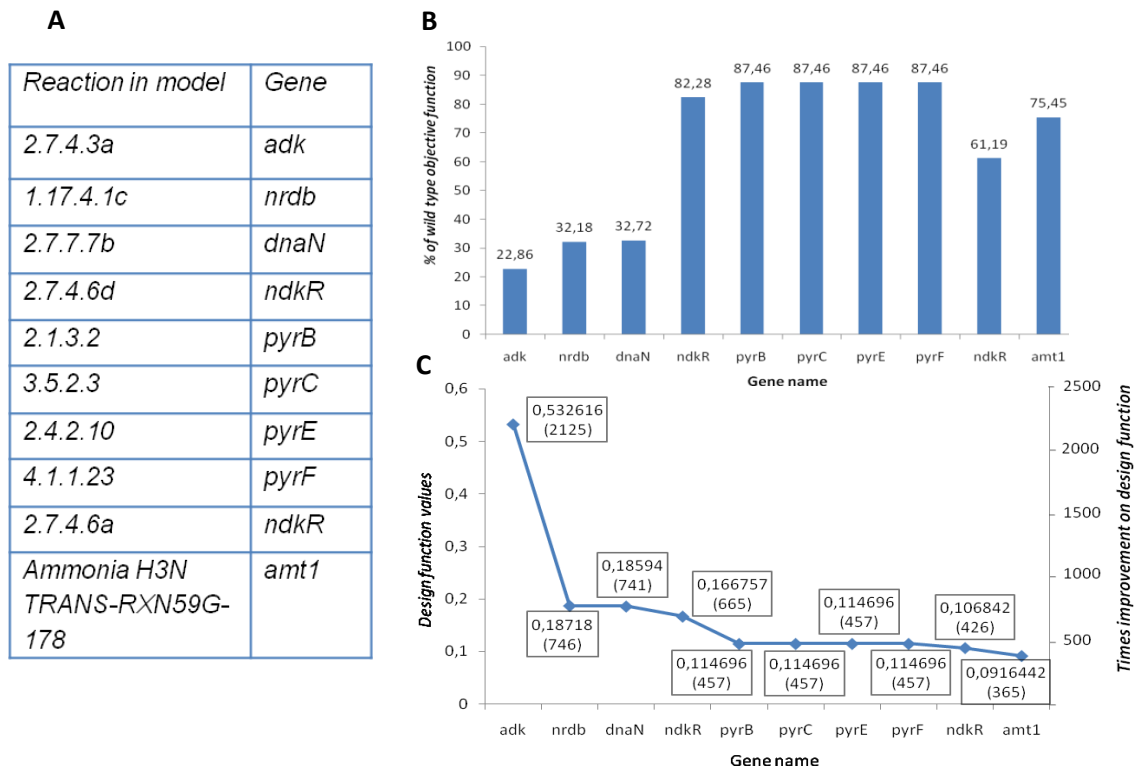 A
Reaction in model Gene
2.7.4.3a adk
1.17.4.1c nrdb
2.7.7.7b dnaN
2.7.4.6d ndkR
2.1.3.2 pyrB
3.5.2.3 pyrC
2.4.2.10 pyrE
4.1.1.23 pyrF
2.7.4.6a ndkR
Ammonia H3N amt1
TRANS-RXN59G-
178
B
% of wild type objective function
100
90
80
70
60
50
40
30
20
10
0
22,86
32,18
32,72
82,28
87,46
87,46
87,46
87,46
61,19
75,45
adk nrdb dnaN ndkR pyrB pyrC pyrE pyrF ndkR amt1
Gene name
C
Design function values
0,6
0,5
0,4
0,3
0,2
0,1
0
0,532616
(2125)
0,18718
(746)
0,18594
(741)
0,166757
(665)
0,114696
(457)
0,114696
(457)
0,114696
(457)
0,114696
(457)
0,106842
(426)
0,0916442
(365)
2500
2000
1500
1000
500
0
Times improvement on design function
adk nrdb dnaN ndkR pyrB pyrC pyrE pyrF ndkR amt1
Gene name